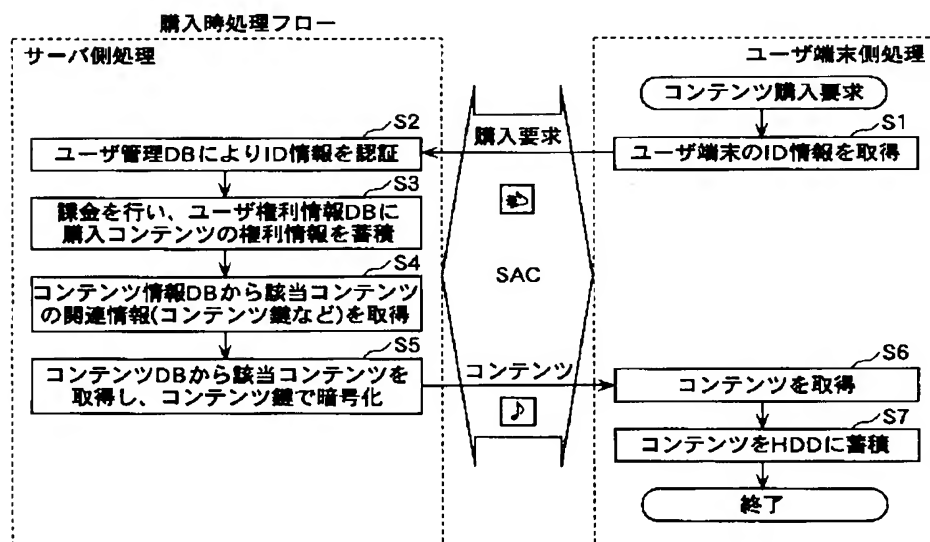 購入時処理フロー
サーバ側処理
ユーザ端末側処理
コンテンツ購入要求
S1
ユーザ端末のID情報を取得
購入要求
S2
ユーザ管理DBによりID情報を認証
S3
課金を行い、ユーザ権利情報DBに
購入コンテンツの権利情報を蓄積
SAC
S4
コンテンツ情報DBから該当コンテンツ
の関連情報(コンテンツ鍵など)を取得
S5
コンテンツDBから該当コンテンツを
取得し、コンテンツ鍵で暗号化
コンテンツ
S6
コンテンツを取得
S7
コンテンツをHDDに蓄積
終了